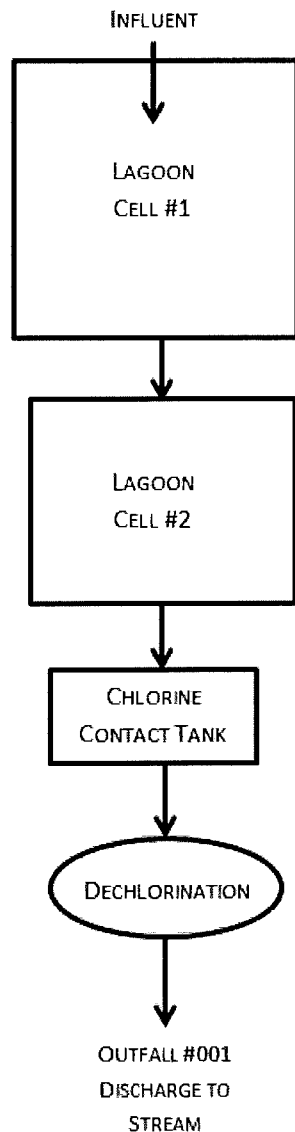 INFLUENT
LAGOON
CELL #1
LAGOON
CELL #2
CHLORINE
CONTACT TANK
DECHLORINATION
OUTFALL #001
DISCHARGE TO
STREAM